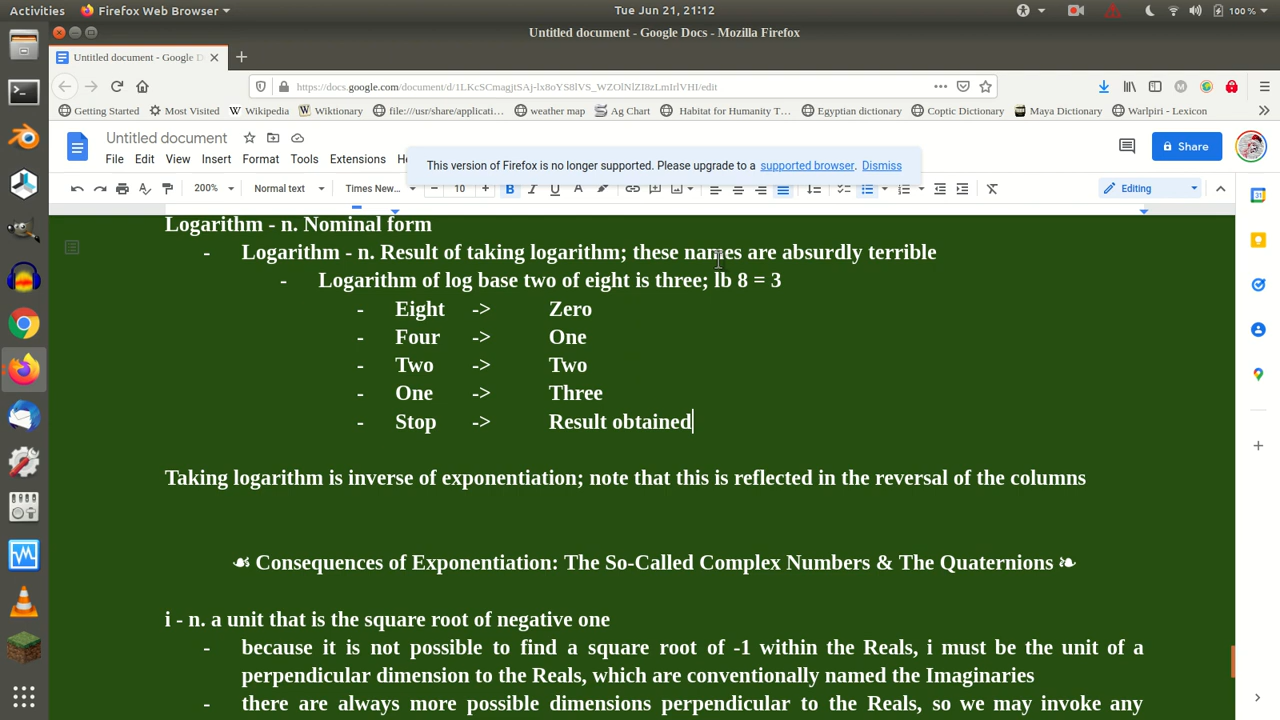 Activities Firefox Web Browser Tue Jun 21, 21:12 100 %
Untitled document - Google Docs - Mozilla Firefox
Untitled document - Google D
https://docs.google.com/document/d/1LKcSCmagjtSAj-lx8oYS8lVS_WZOlNlZI8zLmIrlVHI/edit
Getting Started Most Visited Wikipedia Wiktionary file:///usr/share/applicati… weather map Ag Chart Habitat for Humanity T… Egyptian dictionary Coptic Dictionary Maya Dictionary Warlpiri - Lexicon
Untitled document
Share
File Edit View Insert Format Tools Extensions H
This version of Firefox is no longer supported. Please upgrade to a supported browser. Dismiss
200% Normal text Times New... 10 B I U A Editing
Logarithm - n. Nominal form
- Logarithm - n. Result of taking logarithm; these names are absurdly terrible
- Logarithm of log base two of eight is three; lb 8 = 3
- Eight -> Zero
- Four -> One
- Two -> Two
- One -> Three
- Stop -> Result obtained
Taking logarithm is inverse of exponentiation; note that this is reflected in the reversal of the columns
☙ Consequences of Exponentiation: The So-Called Complex Numbers & The Quaternions ❧
i - n. a unit that is the square root of negative one
- because it is not possible to find a square root of -1 within the Reals, i must be the unit of a
perpendicular dimension to the Reals, which are conventionally named the Imaginaries
- there are always more possible dimensions perpendicular to the Reals, so we may invoke any